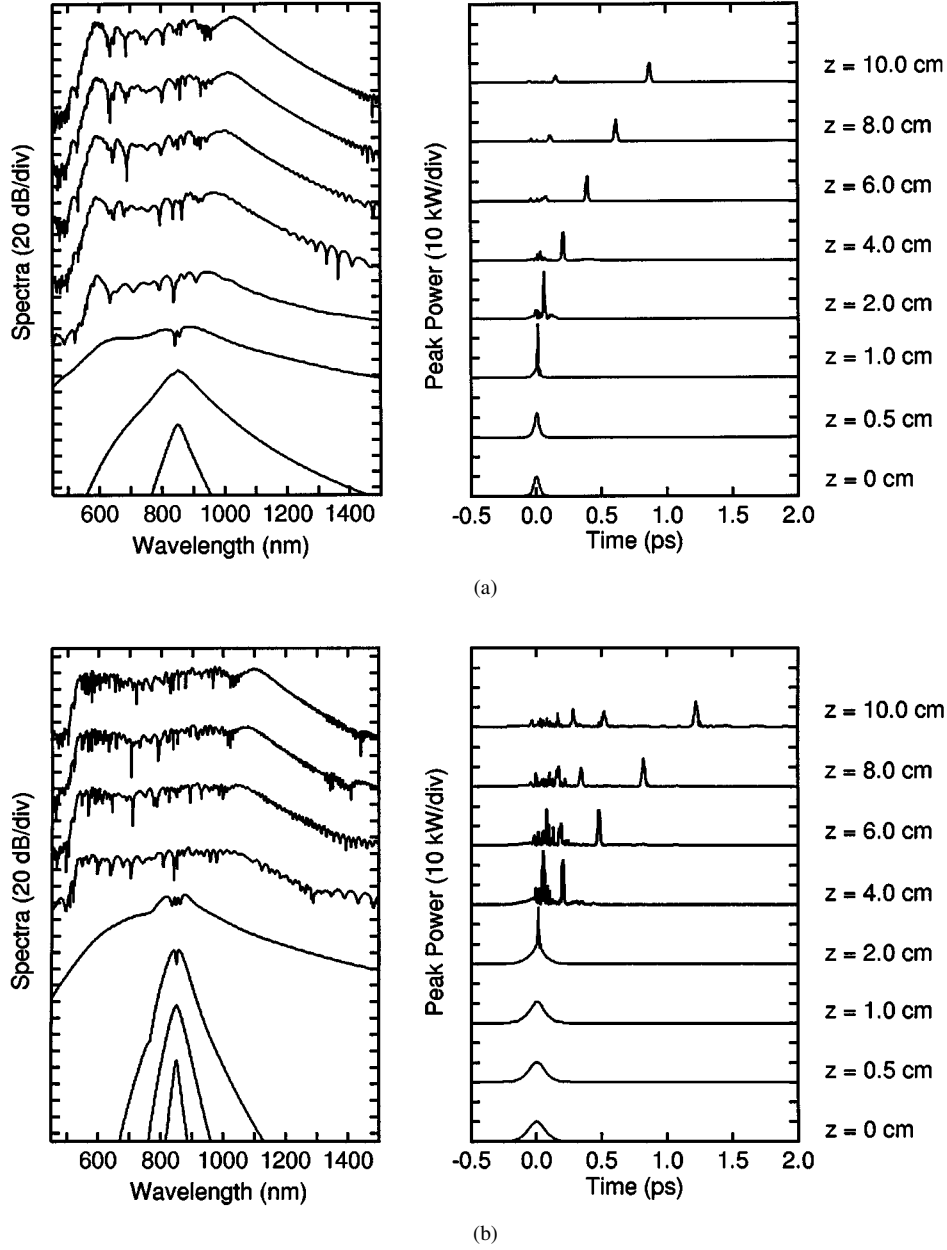 Spectra (20 dB/div)
600 800 1000 1200 1400
Wavelength (nm)
Peak Power (10 kW/div)
z = 10.0 cm
z = 8.0 cm
z = 6.0 cm
z = 4.0 cm
z = 2.0 cm
z = 1.0 cm
z = 0.5 cm
z = 0 cm
-0.5 0.0 0.5 1.0 1.5 2.0
Time (ps)
(a)
Spectra (20 dB/div)
600 800 1000 1200 1400
Wavelength (nm)
Peak Power (10 kW/div)
z = 10.0 cm
z = 8.0 cm
z = 6.0 cm
z = 4.0 cm
z = 2.0 cm
z = 1.0 cm
z = 0.5 cm
z = 0 cm
-0.5 0.0 0.5 1.0 1.5 2.0
Time (ps)
(b)